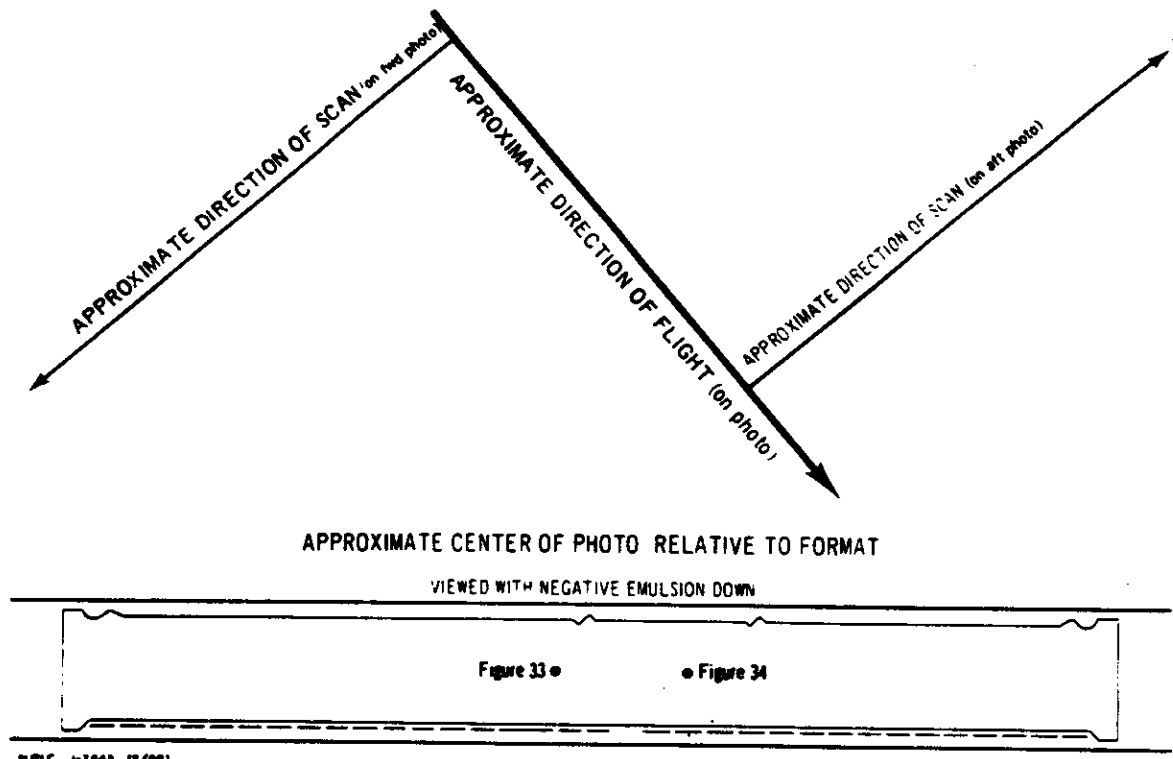 APPROXIMATE DIRECTION OF SCAN (on fwd photo)
APPROXIMATE DIRECTION OF FLIGHT (on photo)
APPROXIMATE DIRECTION OF SCAN (on aft photo)
APPROXIMATE CENTER OF PHOTO RELATIVE TO FORMAT
VIEWED WITH NEGATIVE EMULSION DOWN
Figure 33
Figure 34